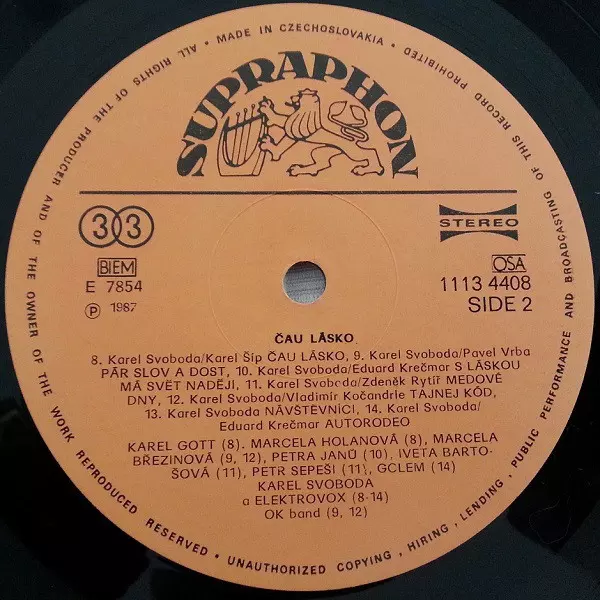 • MADE IN CZECHOSLOVAKIA •
ALL RIGHTS OF THE PRODUCER AND OF THE OWNER OF THE WORK REPRODUCED RESERVED • UNAUTHORIZED COPYING, HIRING, LENDING, PUBLIC PERFORMANCE AND BROADCASTING OF THIS RECORD PROHIBITED
SUPRAPHON
33
STEREO
BIEM
OSA
E 7854
1113 4408
Ⓟ 1987
SIDE 2
ČAU LÁSKO
8. Karel Svoboda/Karel Šíp ČAU LÁSKO, 9. Karel Svoboda/Pavel Vrba
PÁR SLOV A DOST, 10. Karel Svoboda/Eduard Krečmar S LÁSKOU
MÁ SVĚT NADĚJI, 11. Karel Svoboda/Zdeněk Rytíř MEDOVÉ
DNY, 12. Karel Svoboda/Vladimír Kočandrle TAJNEJ KÓD,
13. Karel Svoboda NÁVŠTĚVNÍCI, 14. Karel Svoboda/
Eduard Krečmar AUTORODEO
KAREL GOTT (8), MARCELA HOLANOVÁ (8), MARCELA
BŘEZINOVÁ (9, 12), PETRA JANŮ (10), IVETA BARTO-
ŠOVÁ (11), PETR SEPEŠI (11), GCLEM (14)
KAREL SVOBODA
a ELEKTROVOX (8-14)
OK band (9, 12)